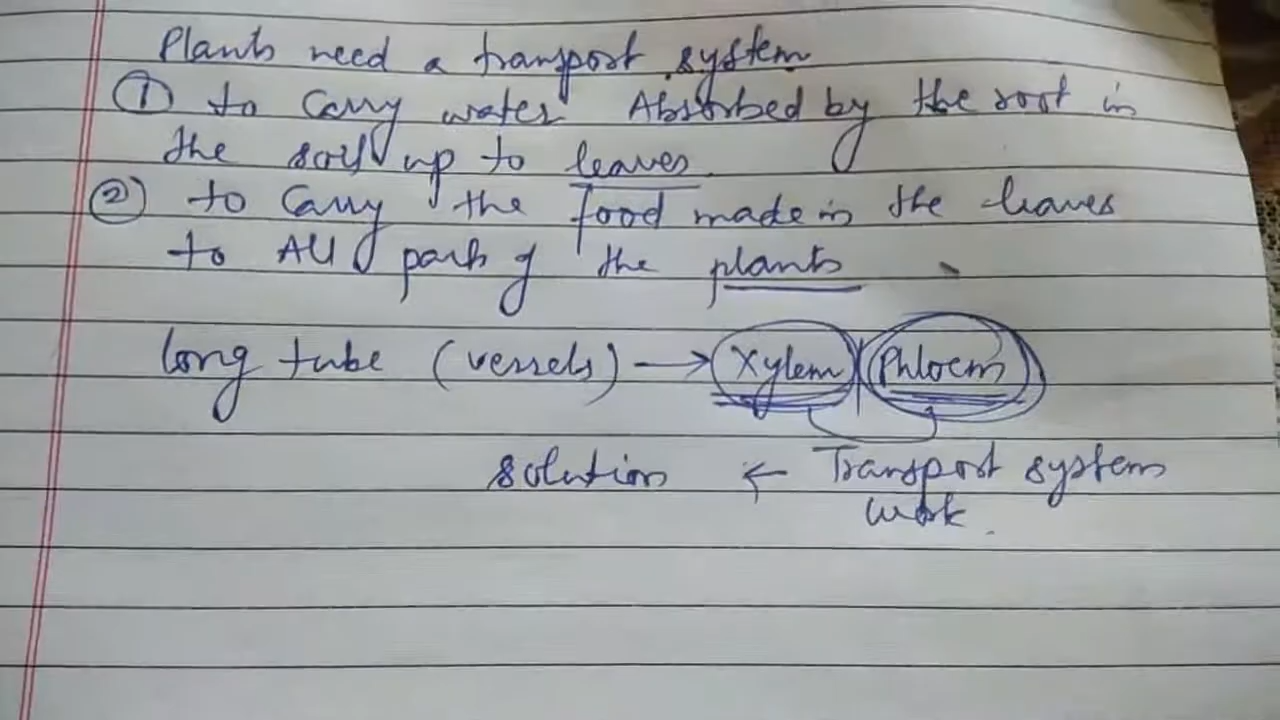 Plants need a transport system.
① to carry water Absorbed by the root in
the soil up to leaves.
② to carry the food made in the leaves
to All parts of the plants
long tube (vessels) → Xylem Phloem
solution ← Transport system
work.